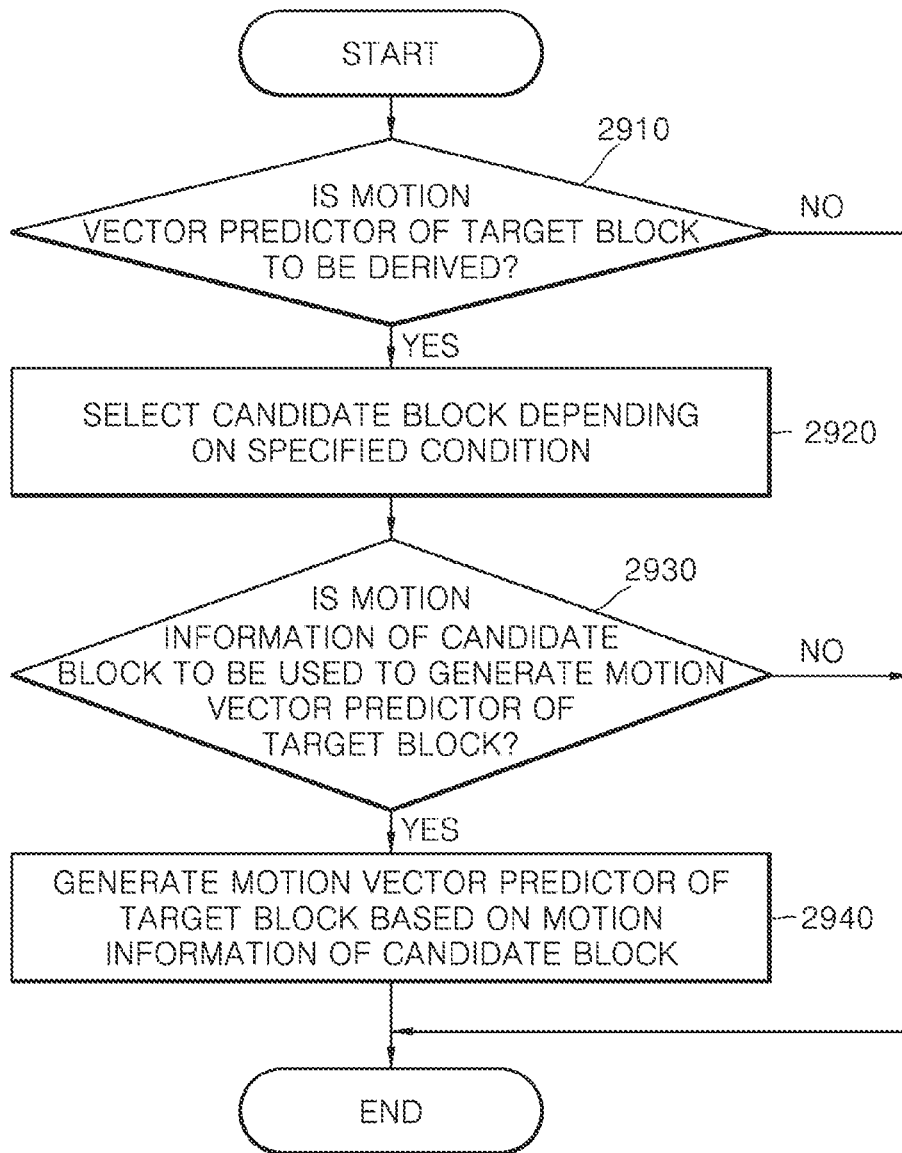 START
2910
IS MOTION
VECTOR PREDICTOR OF TARGET BLOCK
TO BE DERIVED?
NO
YES
SELECT CANDIDATE BLOCK DEPENDING
ON SPECIFIED CONDITION
2920
2930
IS MOTION
INFORMATION OF CANDIDATE
BLOCK TO BE USED TO GENERATE MOTION
VECTOR PREDICTOR OF
TARGET BLOCK?
NO
YES
GENERATE MOTION VECTOR PREDICTOR OF
TARGET BLOCK BASED ON MOTION
INFORMATION OF CANDIDATE BLOCK
2940
END